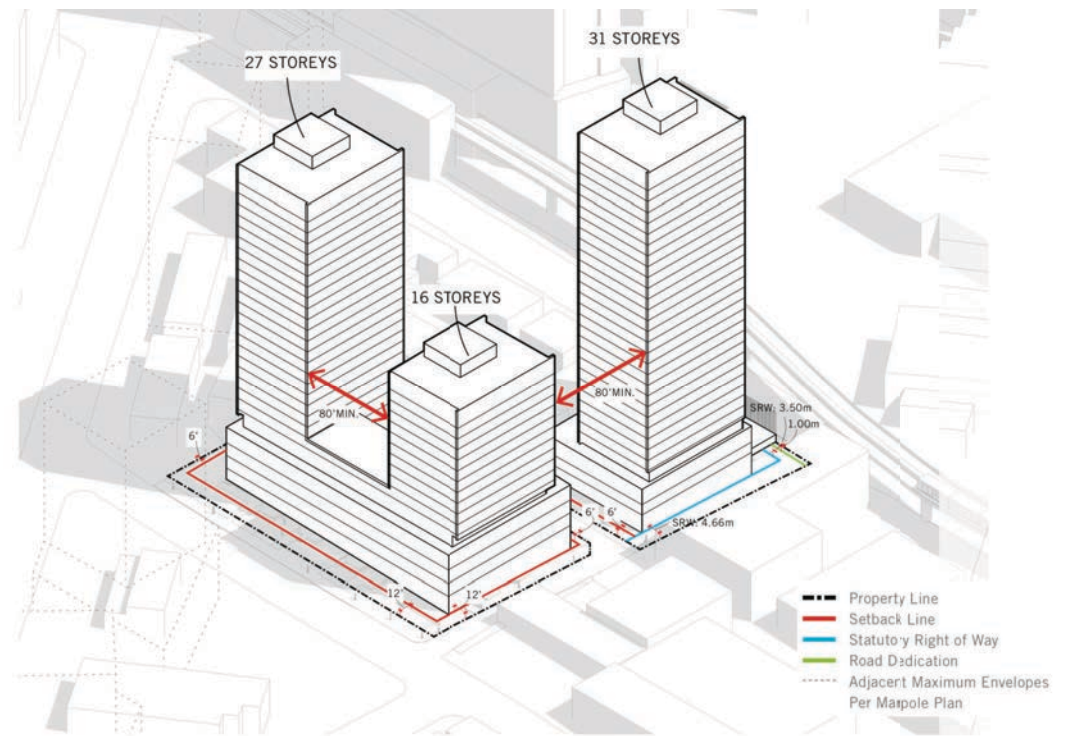 31 STOREYS
27 STOREYS
16 STOREYS
80'MIN.
80'MIN.
SRW: 3.50m
1.00m
6'
6'
6'
SRW: 4.66m
12'
12'
Property Line
Setback Line
Statutory Right of Way
Road Dedication
Adjacent Maximum Envelopes
Per Marpole Plan